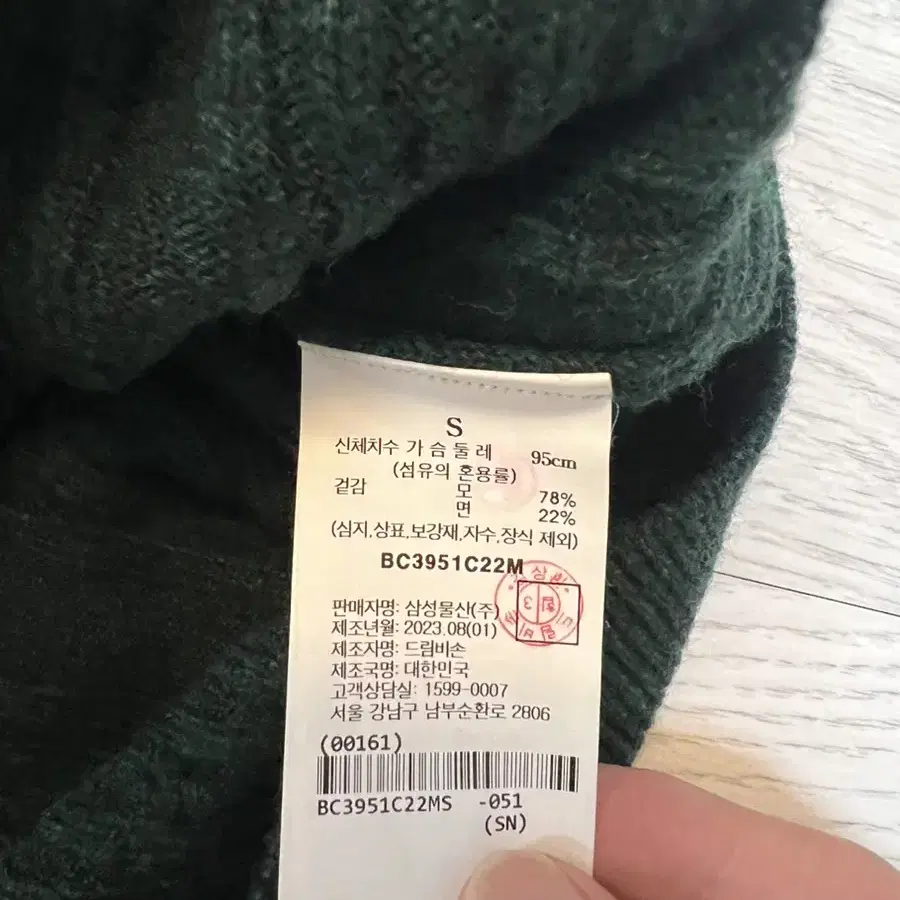 S
신체치수 가 슴 둘 레 95cm
(섬유의 혼용률)
겉감 모 78%
면 22%
(심지,상표,보강재,자수,장식 제외)
BC3951C22M
판매자명: 삼성물산(주)
제조년월: 2023.08(01)
제조자명: 드림비손
제조국명: 대한민국
고객상담실: 1599-0007
서울 강남구 남부순환로 2806
(00161)
BC3951C22MS -051
(SN)
3